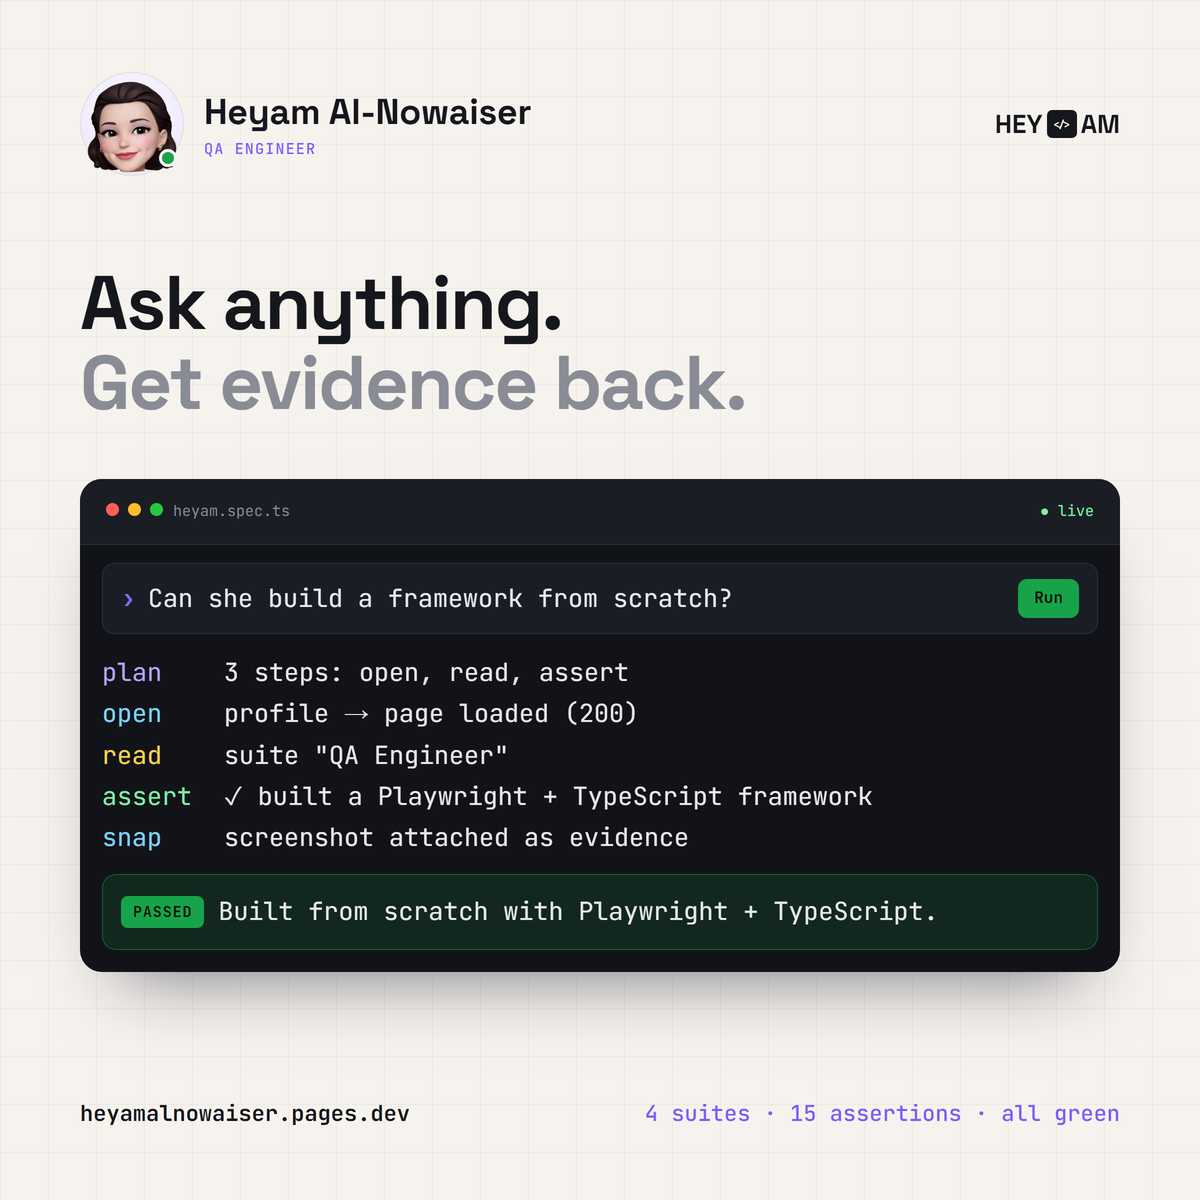 Heyam Al-Nowaiser
QA ENGINEER
HEY </> AM
Ask anything.
Get evidence back.
heyam.spec.ts
● live
› Can she build a framework from scratch?
Run
plan 3 steps: open, read, assert
open profile → page loaded (200)
read suite "QA Engineer"
assert ✓ built a Playwright + TypeScript framework
snap screenshot attached as evidence
PASSED Built from scratch with Playwright + TypeScript.
heyamalnowaiser.pages.dev
4 suites · 15 assertions · all green